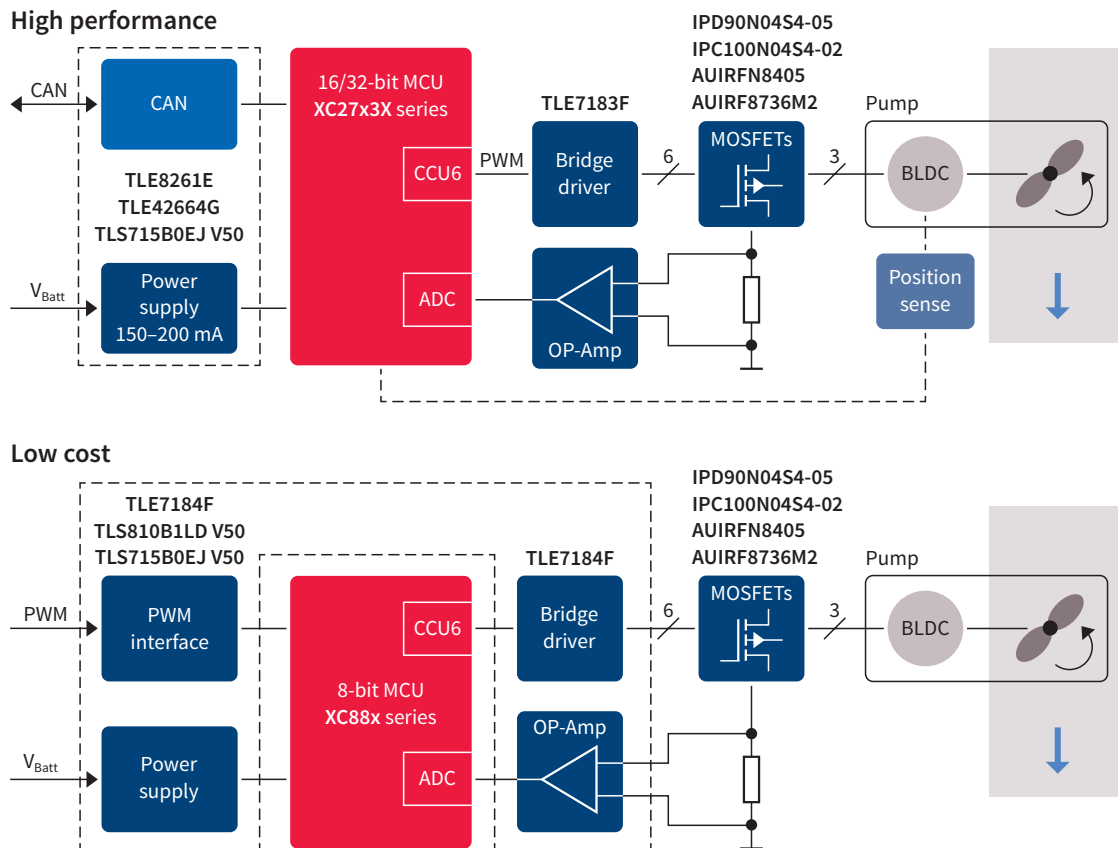 High performance
IPD90N04S4-05
IPC100N04S4-02
AUIRFN8405
AUIRF8736M2
CAN
CAN
16/32-bit MCU
XC27x3X series
TLE7183F
Pump
CCU6
PWM
Bridge
driver
6
MOSFETs
3
BLDC
TLE8261E
TLE42664G
TLS715B0EJ V50
VBatt
Power
supply
150–200 mA
ADC
OP-Amp
Position
sense
Low cost
IPD90N04S4-05
IPC100N04S4-02
AUIRFN8405
AUIRF8736M2
TLE7184F
TLS810B1LD V50
TLS715B0EJ V50
TLE7184F
Pump
PWM
PWM
interface
CCU6
Bridge
driver
6
MOSFETs
3
BLDC
8-bit MCU
XC88x series
VBatt
Power
supply
ADC
OP-Amp